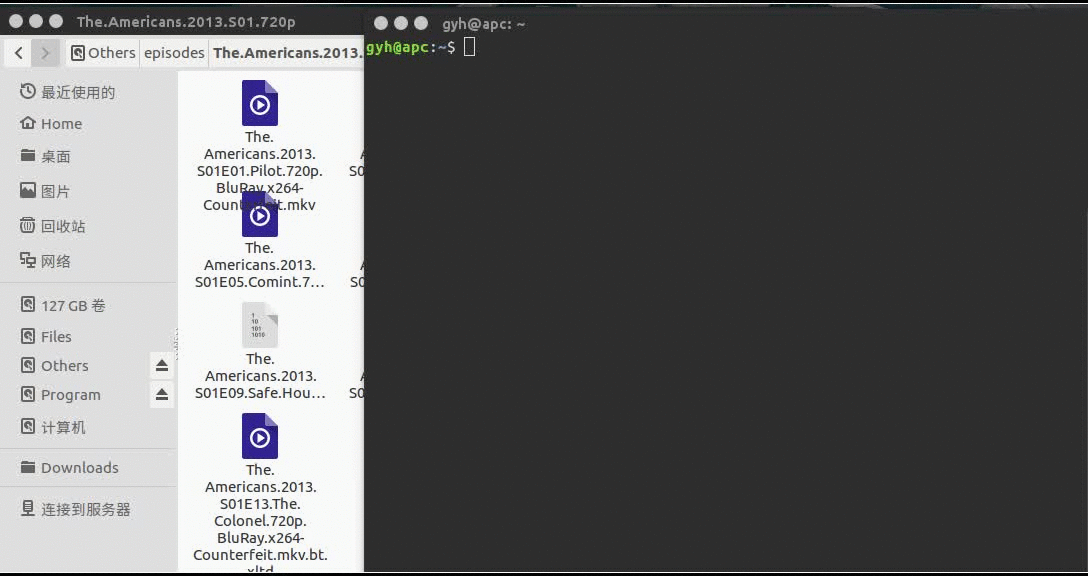 The.Americans.2013.S01.720p
Others episodes The.Americans.2013.
最近使用的
Home
桌面
图片
回收站
网络
127 GB 卷
Files
Others
Program
计算机
Downloads
连接到服务器
The.
Americans.2013.
S01E01.Pilot.720p.
BluRay.x264-
Counterfeit.mkv
The.
Americans.2013.
S01E05.Comint.7...
1
10
101
1010
The.
Americans.2013.
S01E09.Safe.Hou...
The.
Americans.2013.
S01E13.The.
Colonel.720p.
BluRay.x264-
Counterfeit.mkv.bt.
xltd
A
S0
A
S0
A
S0
gyh@apc: ~
gyh@apc:~$